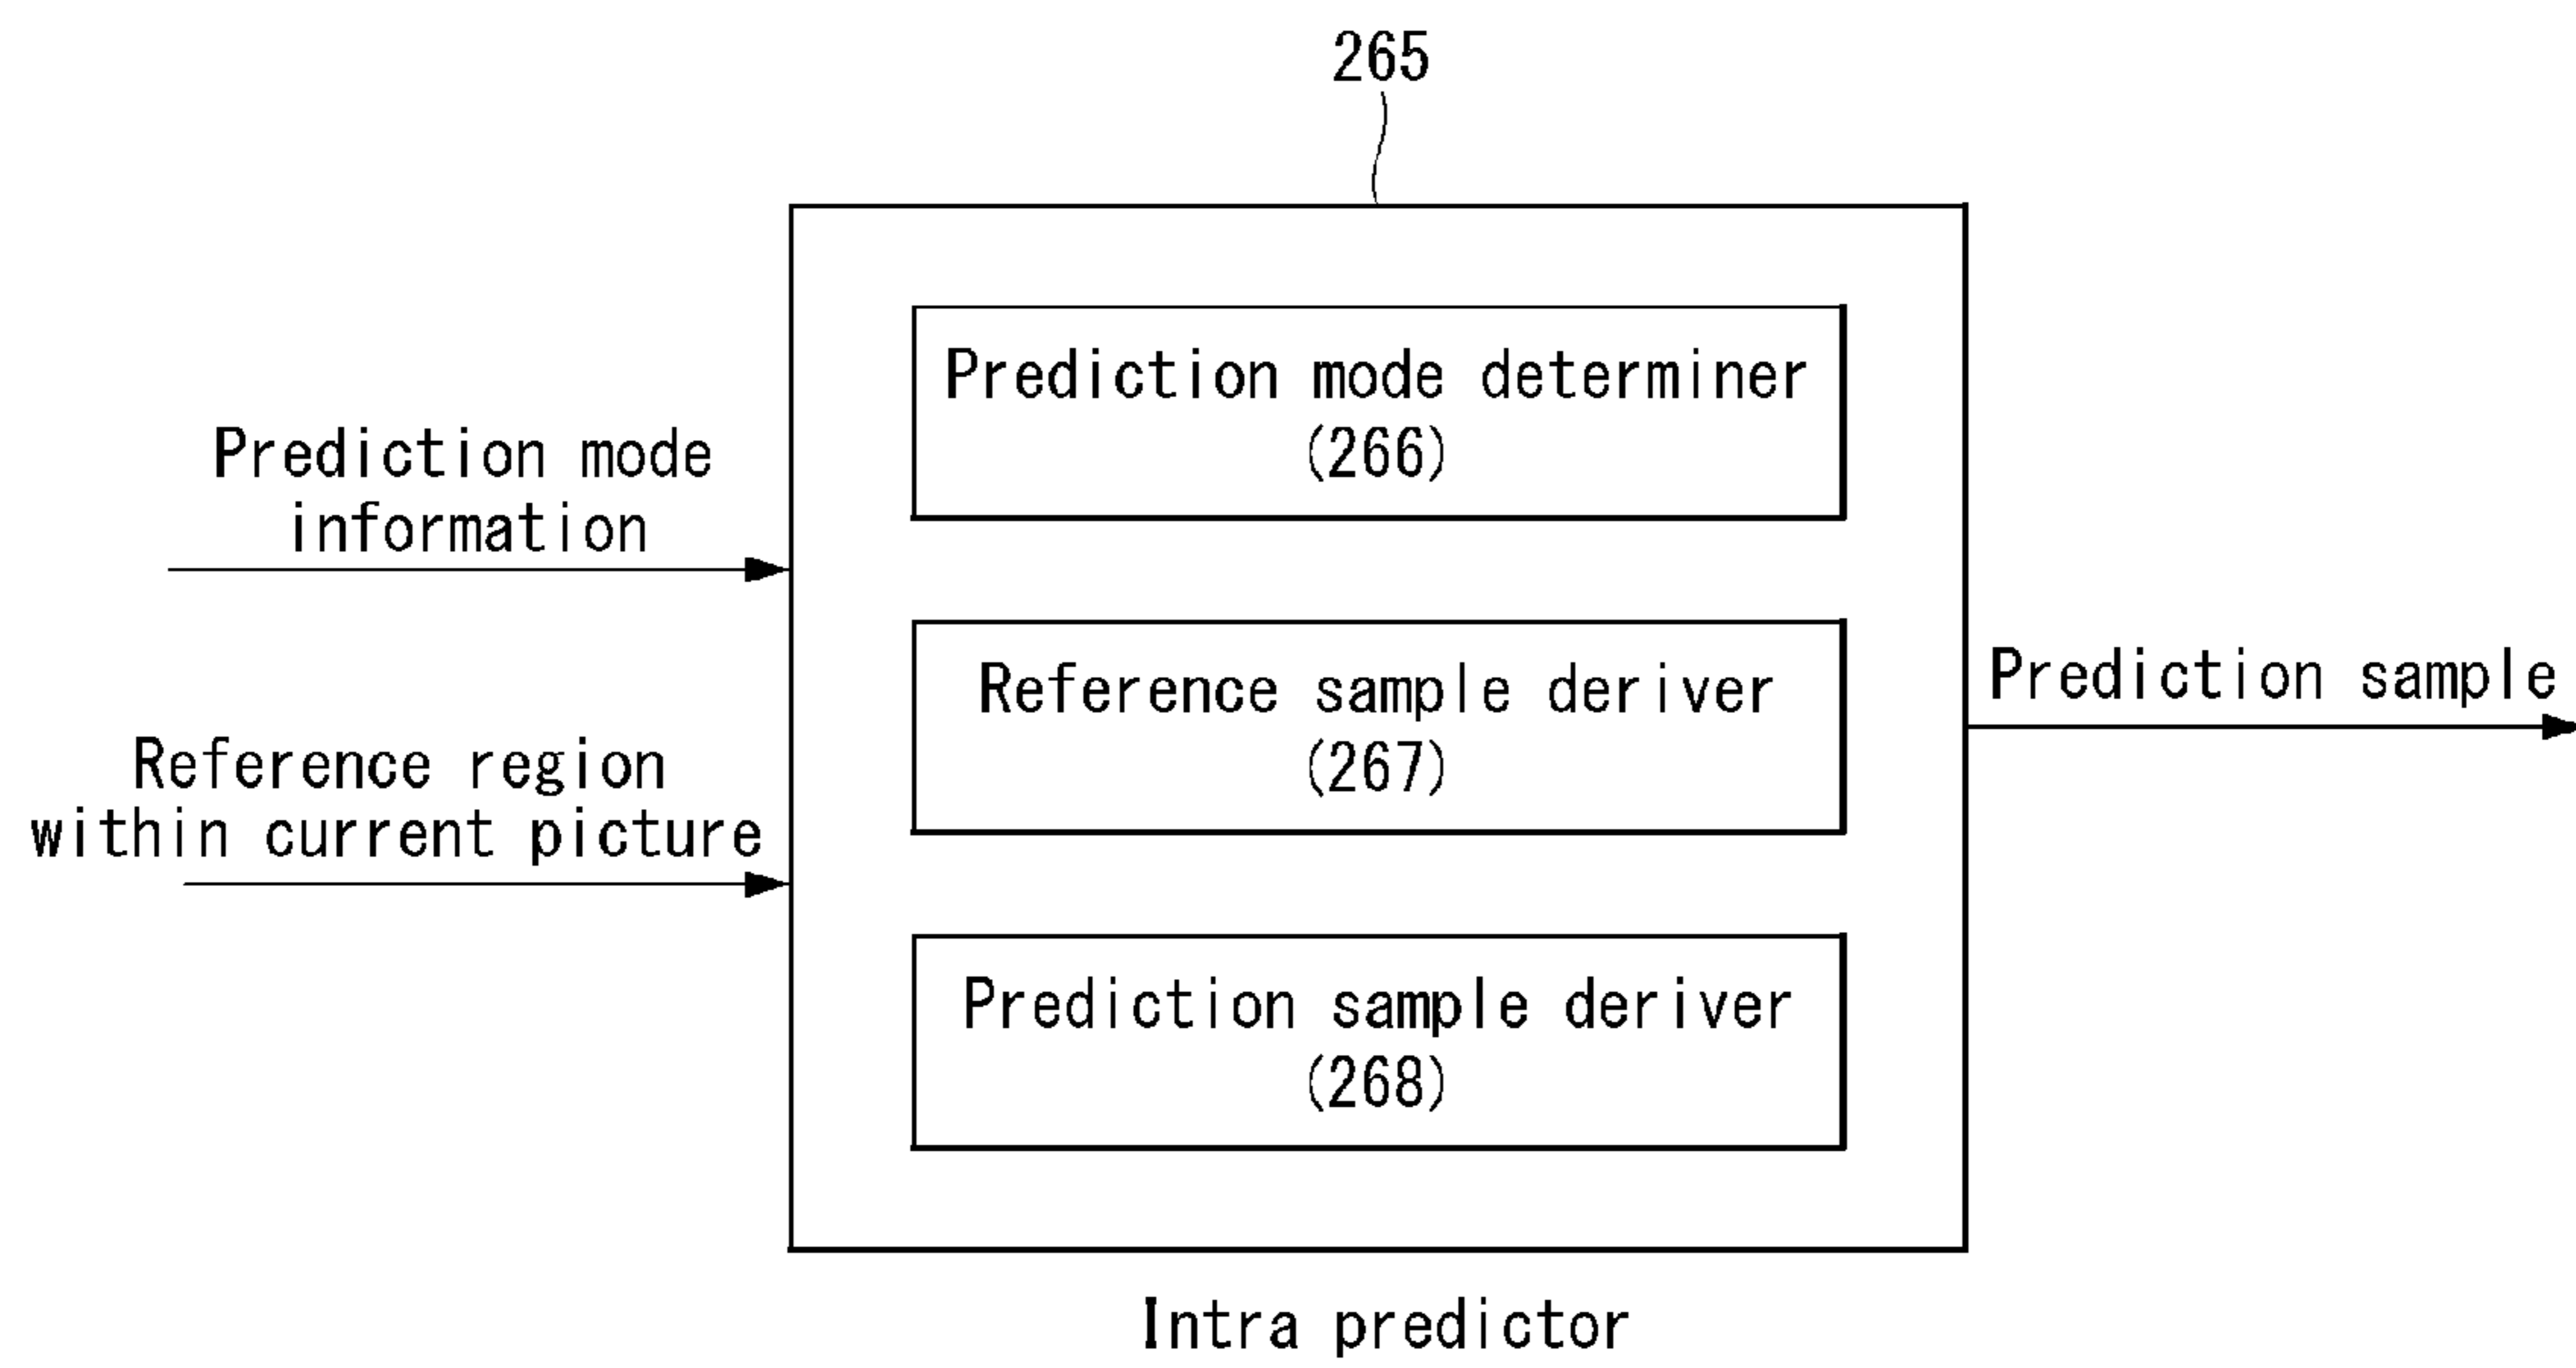 265
Prediction mode determiner
(266)
Prediction mode
information
Reference sample deriver
(267)
Prediction sample
Reference region
within current picture
Prediction sample deriver
(268)
Intra predictor